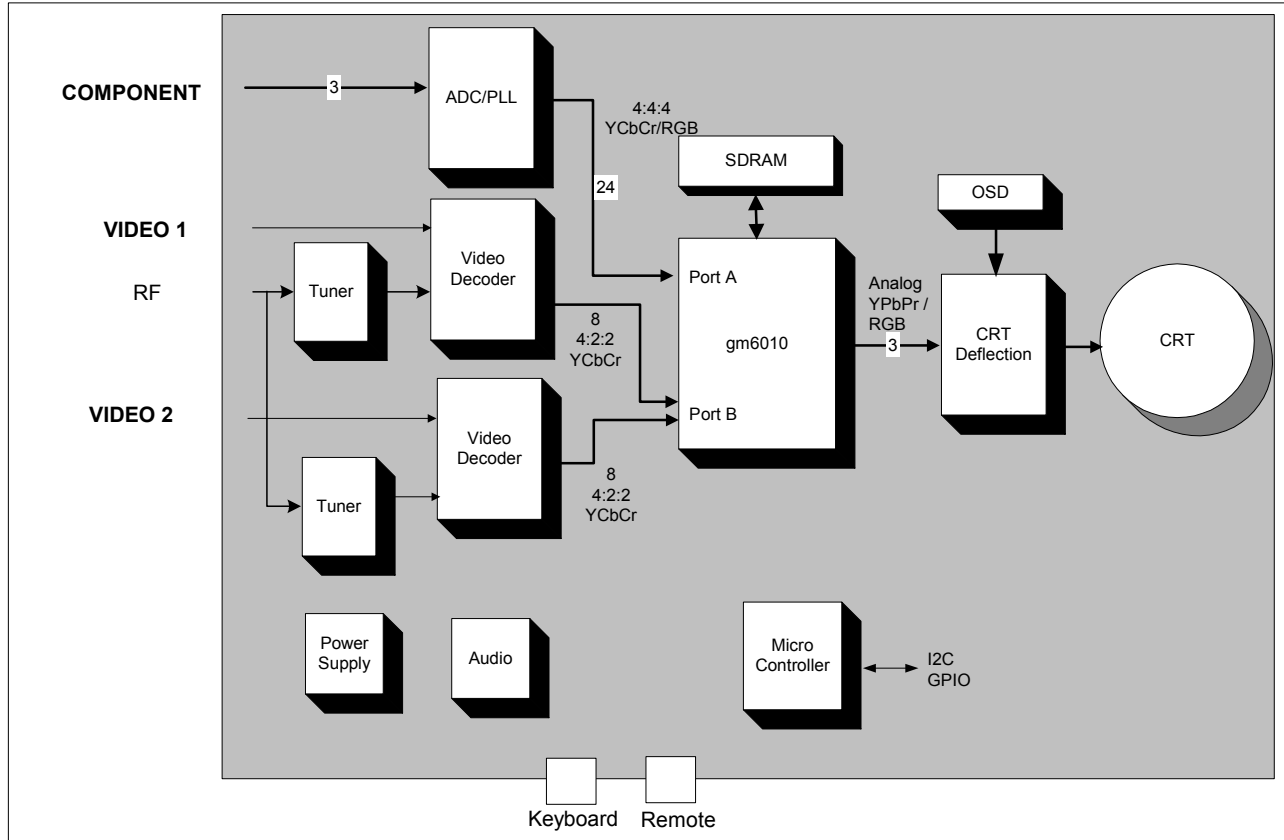 COMPONENT
3
ADC/PLL
4:4:4
YCbCr/RGB
24
SDRAM
OSD
VIDEO 1
RF
Tuner
Video
Decoder
8
4:2:2
YCbCr
Port A
gm6010
Port B
Analog
YPbPr /
RGB
3
CRT
Deflection
CRT
VIDEO 2
Tuner
Video
Decoder
8
4:2:2
YCbCr
Power
Supply
Audio
Micro
Controller
I2C
GPIO
Keyboard
Remote